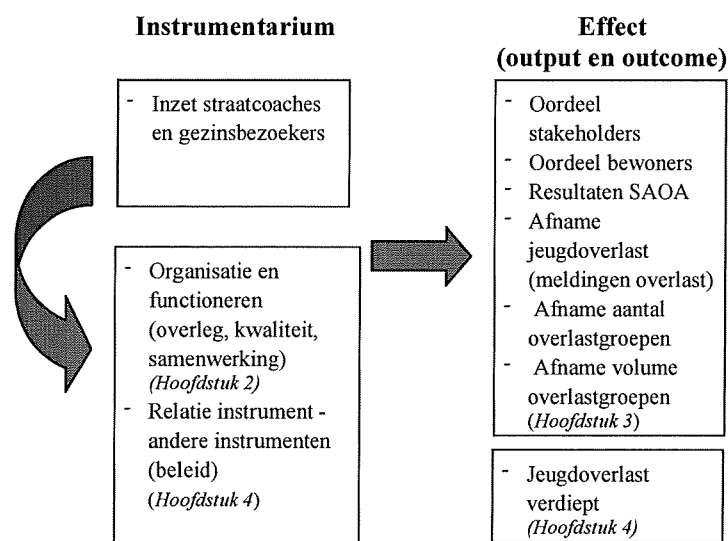 Instrumentarium
- Inzet straatcoaches
en gezinsbezoekers
- Organisatie en
functioneren
(overleg, kwaliteit,
samenwerking)
(Hoofdstuk 2)
- Relatie instrument -
andere instrumenten
(beleid)
(Hoofdstuk 4)
Effect
(output en outcome)
- Oordeel
stakeholders
- Oordeel bewoners
- Resultaten SAOA
- Afname
jeugdoverlast
(meldingen overlast)
- Afname aantal
overlastgroepen
- Afname volume
overlastgroepen
(Hoofdstuk 3)
- Jeugdoverlast
verdiept
(Hoofdstuk 4)